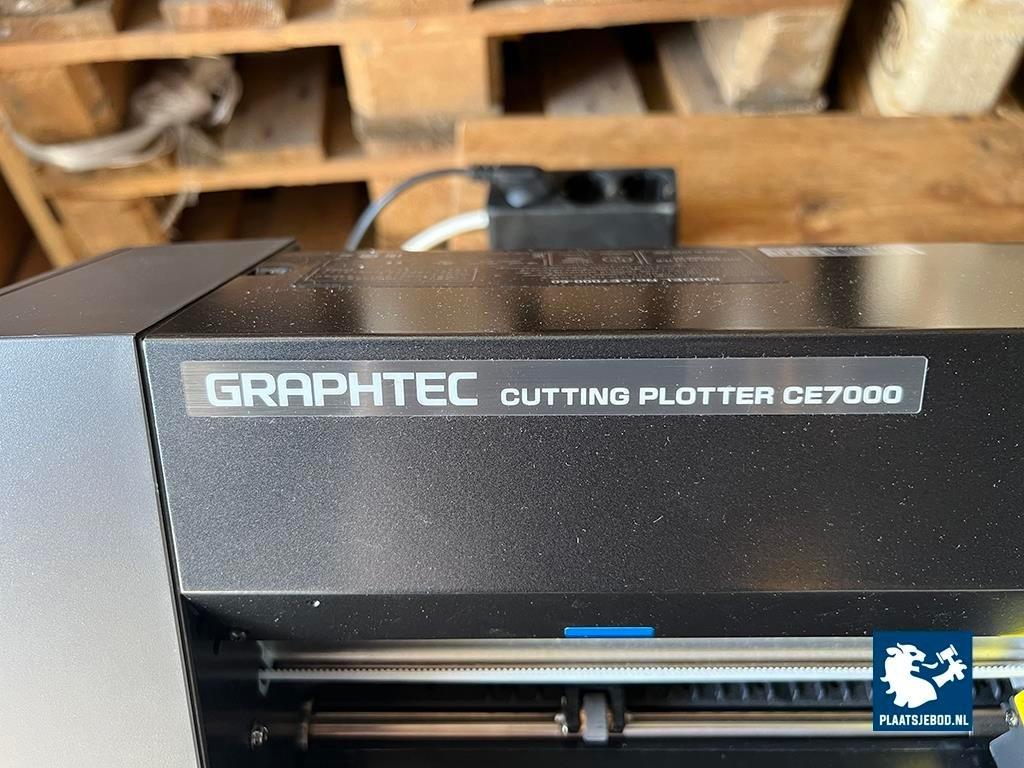 GRAPHTEC CUTTING PLOTTER CE7000
PLAATSJEBOD.NL